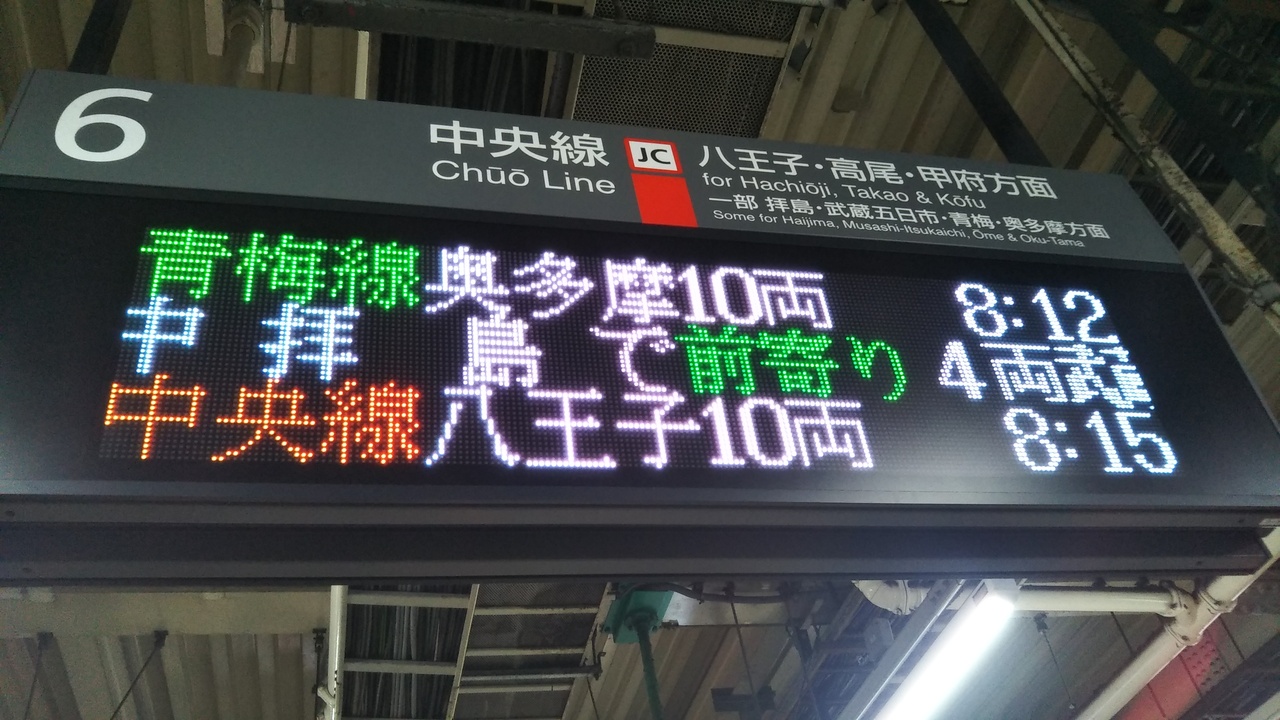 6
中央線 JC 八王子・高尾・甲府方面
Chūō Line for Hachiōji, Takao & Kōfu
一部 拝島・武蔵五日市・青梅・奥多摩方面
Some for Haijima, Musashi-Itsukaichi, Ōme & Oku-Tama
青梅線 奥多摩 10両 8:12
拝島で前寄り4両武蔵
中央線 八王子 10両 8:15